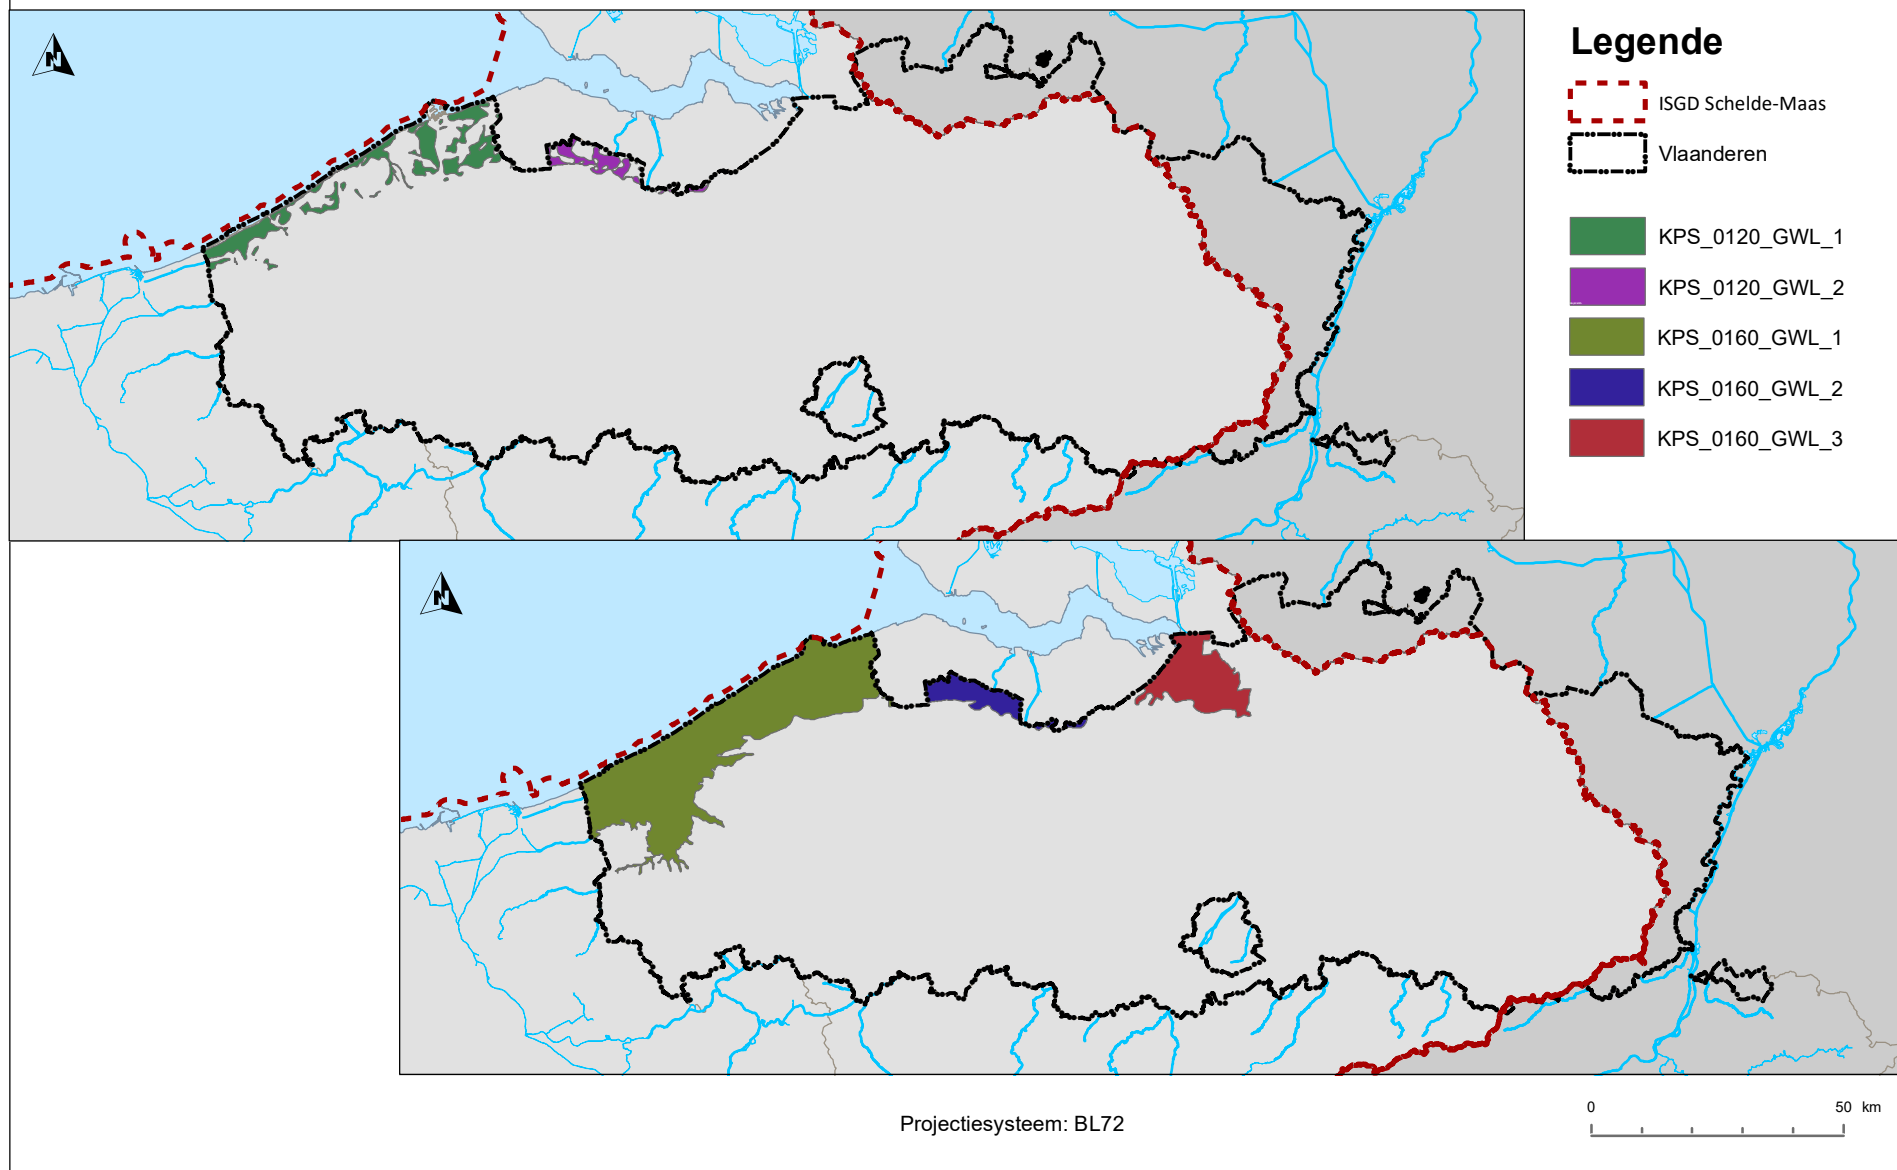 N
Legende
ISGD Schelde-Maas
Vlaanderen
KPS_0120_GWL_1
KPS_0120_GWL_2
KPS_0160_GWL_1
KPS_0160_GWL_2
KPS_0160_GWL_3
N
Projectiesysteem: BL72
0 50 km